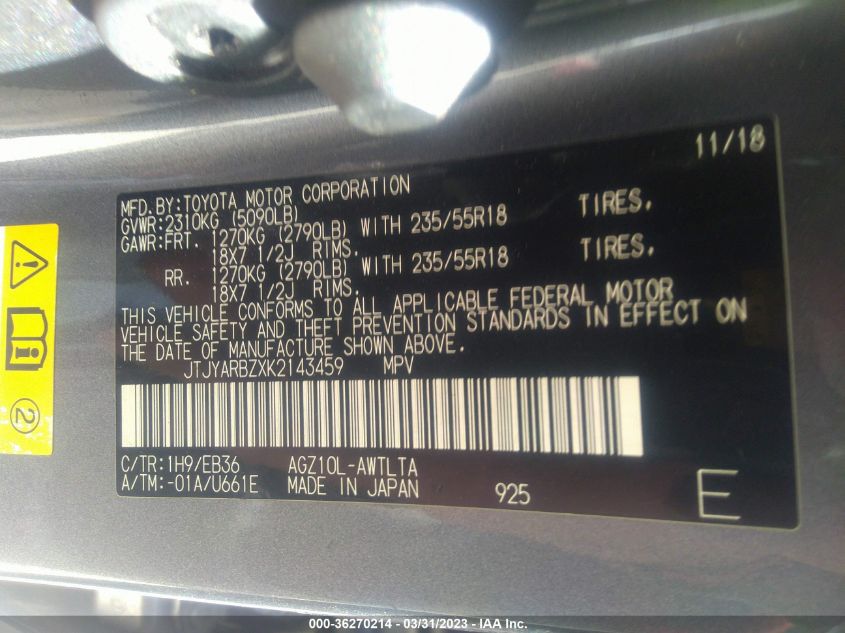 11/18
MFD.BY:TOYOTA MOTOR CORPORATION
GVWR:2310KG (5090LB)
GAWR:FRT. 1270KG (2790LB) WITH 235/55R18 TIRES,
18X7 1/2J RIMS.
RR. 1270KG (2790LB) WITH 235/55R18 TIRES,
18X7 1/2J RIMS.
THIS VEHICLE CONFORMS TO ALL APPLICABLE FEDERAL MOTOR
VEHICLE SAFETY AND THEFT PREVENTION STANDARDS IN EFFECT ON
THE DATE OF MANUFACTURE SHOWN ABOVE.
JTJYARBZXK2143459 MPV
C/TR:1H9/EB36 AGZ10L-AWTLTA
A/TM:-01A/U661E MADE IN JAPAN 925 E
2
000-36270214 - 03/31/2023 - IAA Inc.